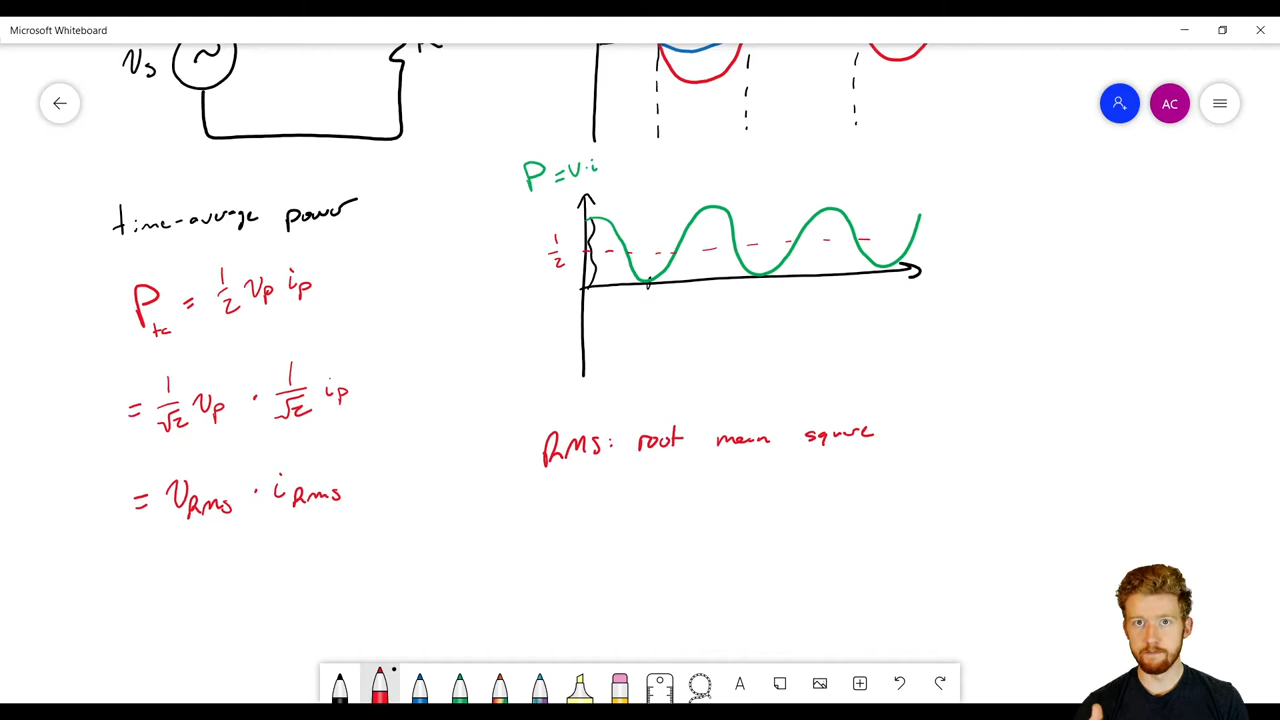 Microsoft Whiteboard
Vs
~
AC
P = V·i
time-average power
1/2
P_ta = 1/2 Vp ip
= 1/√2 Vp · 1/√2 ip
RMS: root mean square
= V_RMS · i_RMS
A